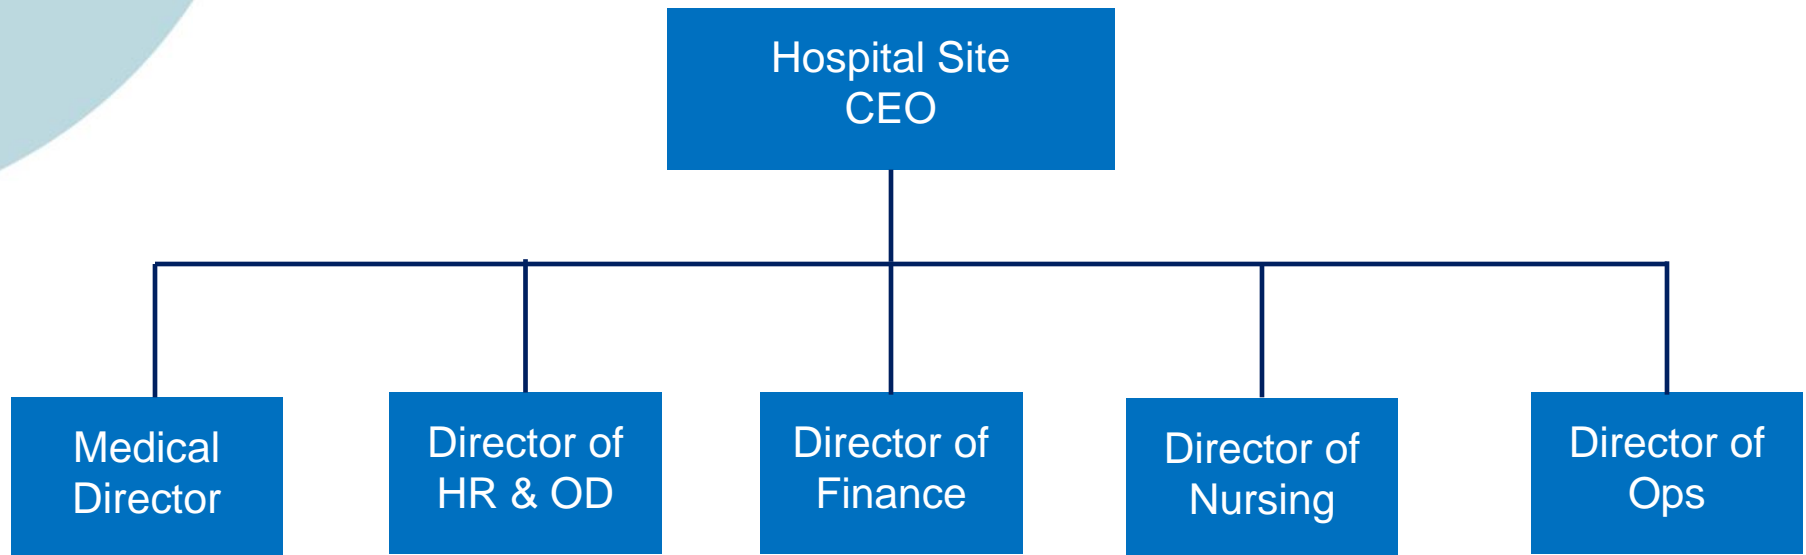 Hospital Site
CEO
Medical
Director
Director of
HR & OD
Director of
Finance
Director of
Nursing
Director of
Ops